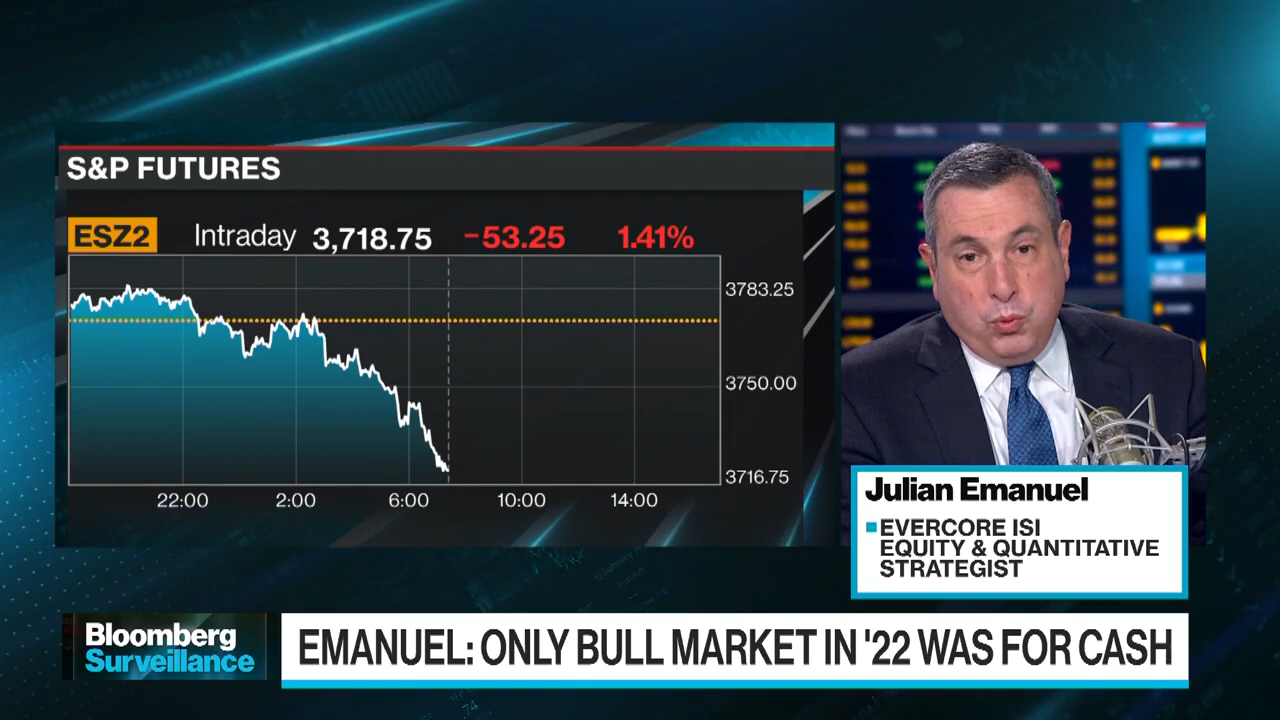 S&P FUTURES
ESZ2 Intraday 3,718.75 -53.25 1.41%
3783.25
3750.00
3716.75
22:00 2:00 6:00 10:00 14:00
Julian Emanuel
EVERCORE ISI
EQUITY & QUANTITATIVE
STRATEGIST
Bloomberg
Surveillance
EMANUEL: ONLY BULL MARKET IN '22 WAS FOR CASH